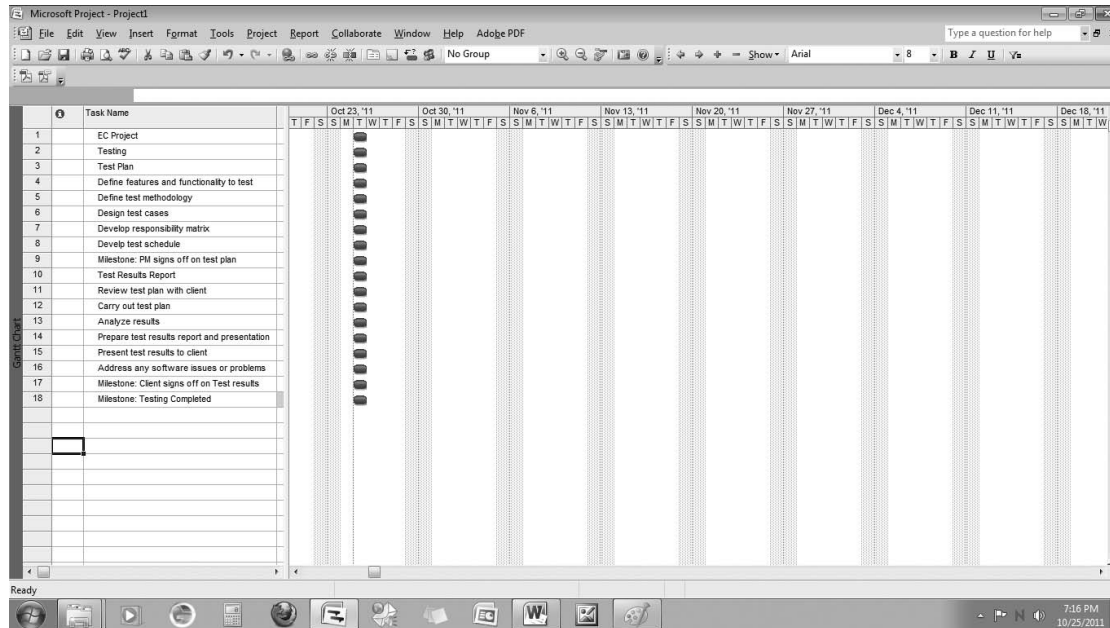 Microsoft Project - Project1
File Edit View Insert Format Tools Project Report Collaborate Window Help Adobe PDF
Type a question for help
No Group Show Arial 8 B I U
Task Name
Oct 23, '11 Oct 30, '11 Nov 6, '11 Nov 13, '11 Nov 20, '11 Nov 27, '11 Dec 4, '11 Dec 11, '11 Dec 18, '11
T F S S M T W T F S S M T W T F S S M T W T F S S M T W T F S S M T W T F S S M T W T F S S M T W T F S S M T W T F S S M T W
1 EC Project
2 Testing
3 Test Plan
4 Define features and functionality to test
5 Define test methodology
6 Design test cases
7 Develop responsibility matrix
8 Develp test schedule
9 Milestone: PM signs off on test plan
10 Test Results Report
11 Review test plan with client
12 Carry out test plan
13 Analyze results
14 Prepare test results report and presentation
15 Present test results to client
16 Address any software issues or problems
17 Milestone: Client signs off on Test results
18 Milestone: Testing Completed
Gantt Chart
Ready
7:16 PM
10/25/2011